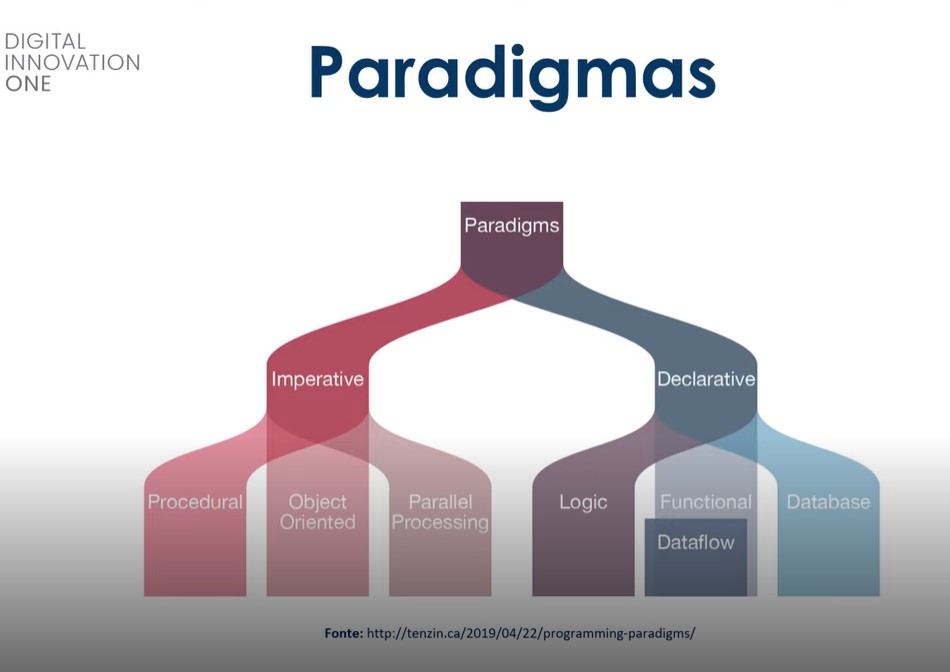 DIGITAL
INNOVATION
ONE
Paradigmas
Paradigms
Imperative
Declarative
Procedural
Object
Oriented
Parallel
Processing
Logic
Functional
Dataflow
Database
Fonte: http://tenzin.ca/2019/04/22/programming-paradigms/